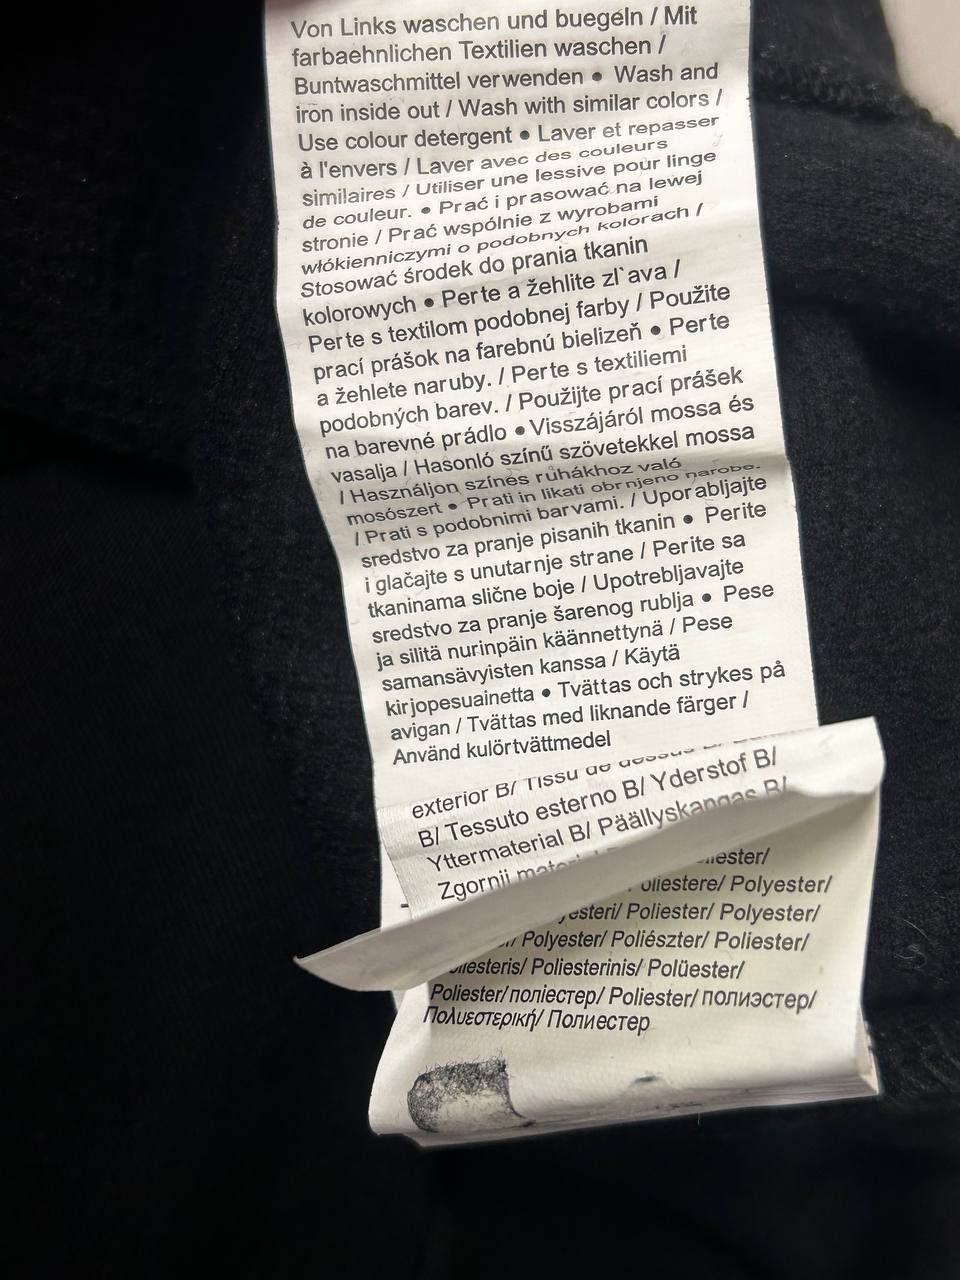 Von Links waschen und buegeln / Mit
farbaehnlichen Textilien waschen /
Buntwaschmittel verwenden • Wash and
iron inside out / Wash with similar colors /
Use colour detergent • Laver et repasser
à l'envers / Laver avec des couleurs
similaires / Utiliser une lessive pour linge
de couleur. • Prać i prasować na lewej
stronie / Prać wspólnie z wyrobami
włókienniczymi o podobnych kolorach /
Stosować środek do prania tkanin
kolorowych • Perte a žehlite zl`ava /
Perte s textilom podobnej farby / Použite
prací prášok na farebnú bielizeň • Perte
a žehlete naruby. / Perte s textiliemi
podobných barev. / Použijte prací prášek
na barevné prádlo • Visszájáról mossa és
vasalja / Hasonló színű szövetekkel mossa
/ Használjon színes ruhákhoz való
mosószert • Prati in likati obrnjeno narobe.
/ Prati s podobnimi barvami. / Uporabljajte
sredstvo za pranje pisanih tkanin • Perite
i glačajte s unutarnje strane / Perite sa
tkaninama slične boje / Upotrebljavajte
sredstvo za pranje šarenog rublja • Pese
ja silitä nurinpäin käännettynä / Pese
samansävyisten kanssa / Käytä
kirjopesuainetta • Tvättas och strykes på
avigan / Tvättas med liknande färger /
Använd kulörtvättmedel
exterior B/ Tissu de dessus B/
B/ Tessuto esterno B/ Yderstof B/
Yttermaterial B/ Päällyskangas B/
Zgornji
Polyester/
Poliester/ Polyester/
Polyester/ Poliészter/ Poliester/
Poliesterinis/ Polüester/
Poliester/ поліестер/ Poliester/ полиэстер/
Πολυεστερική/ Полиестер